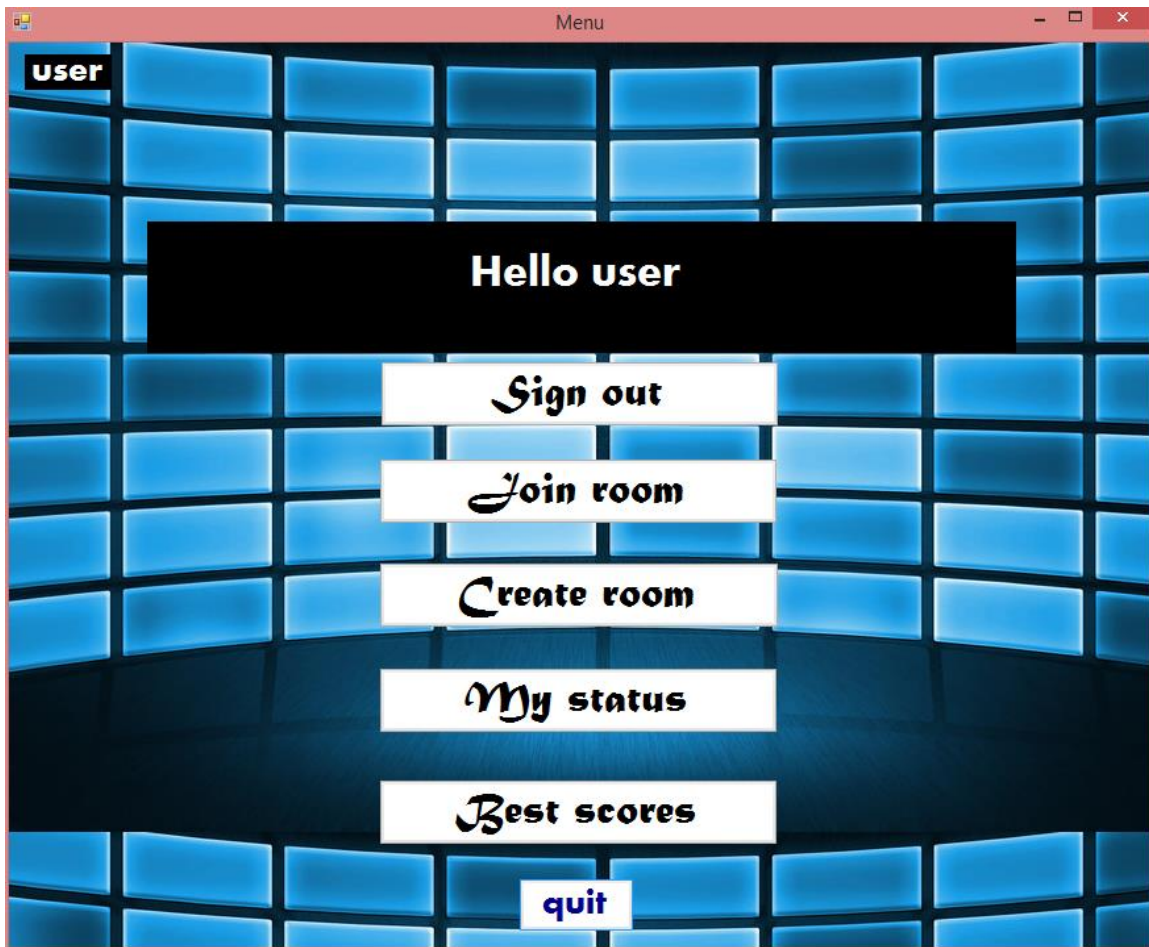 Menu
user
Hello user
Sign out
Join room
Create room
My status
Best scores
quit